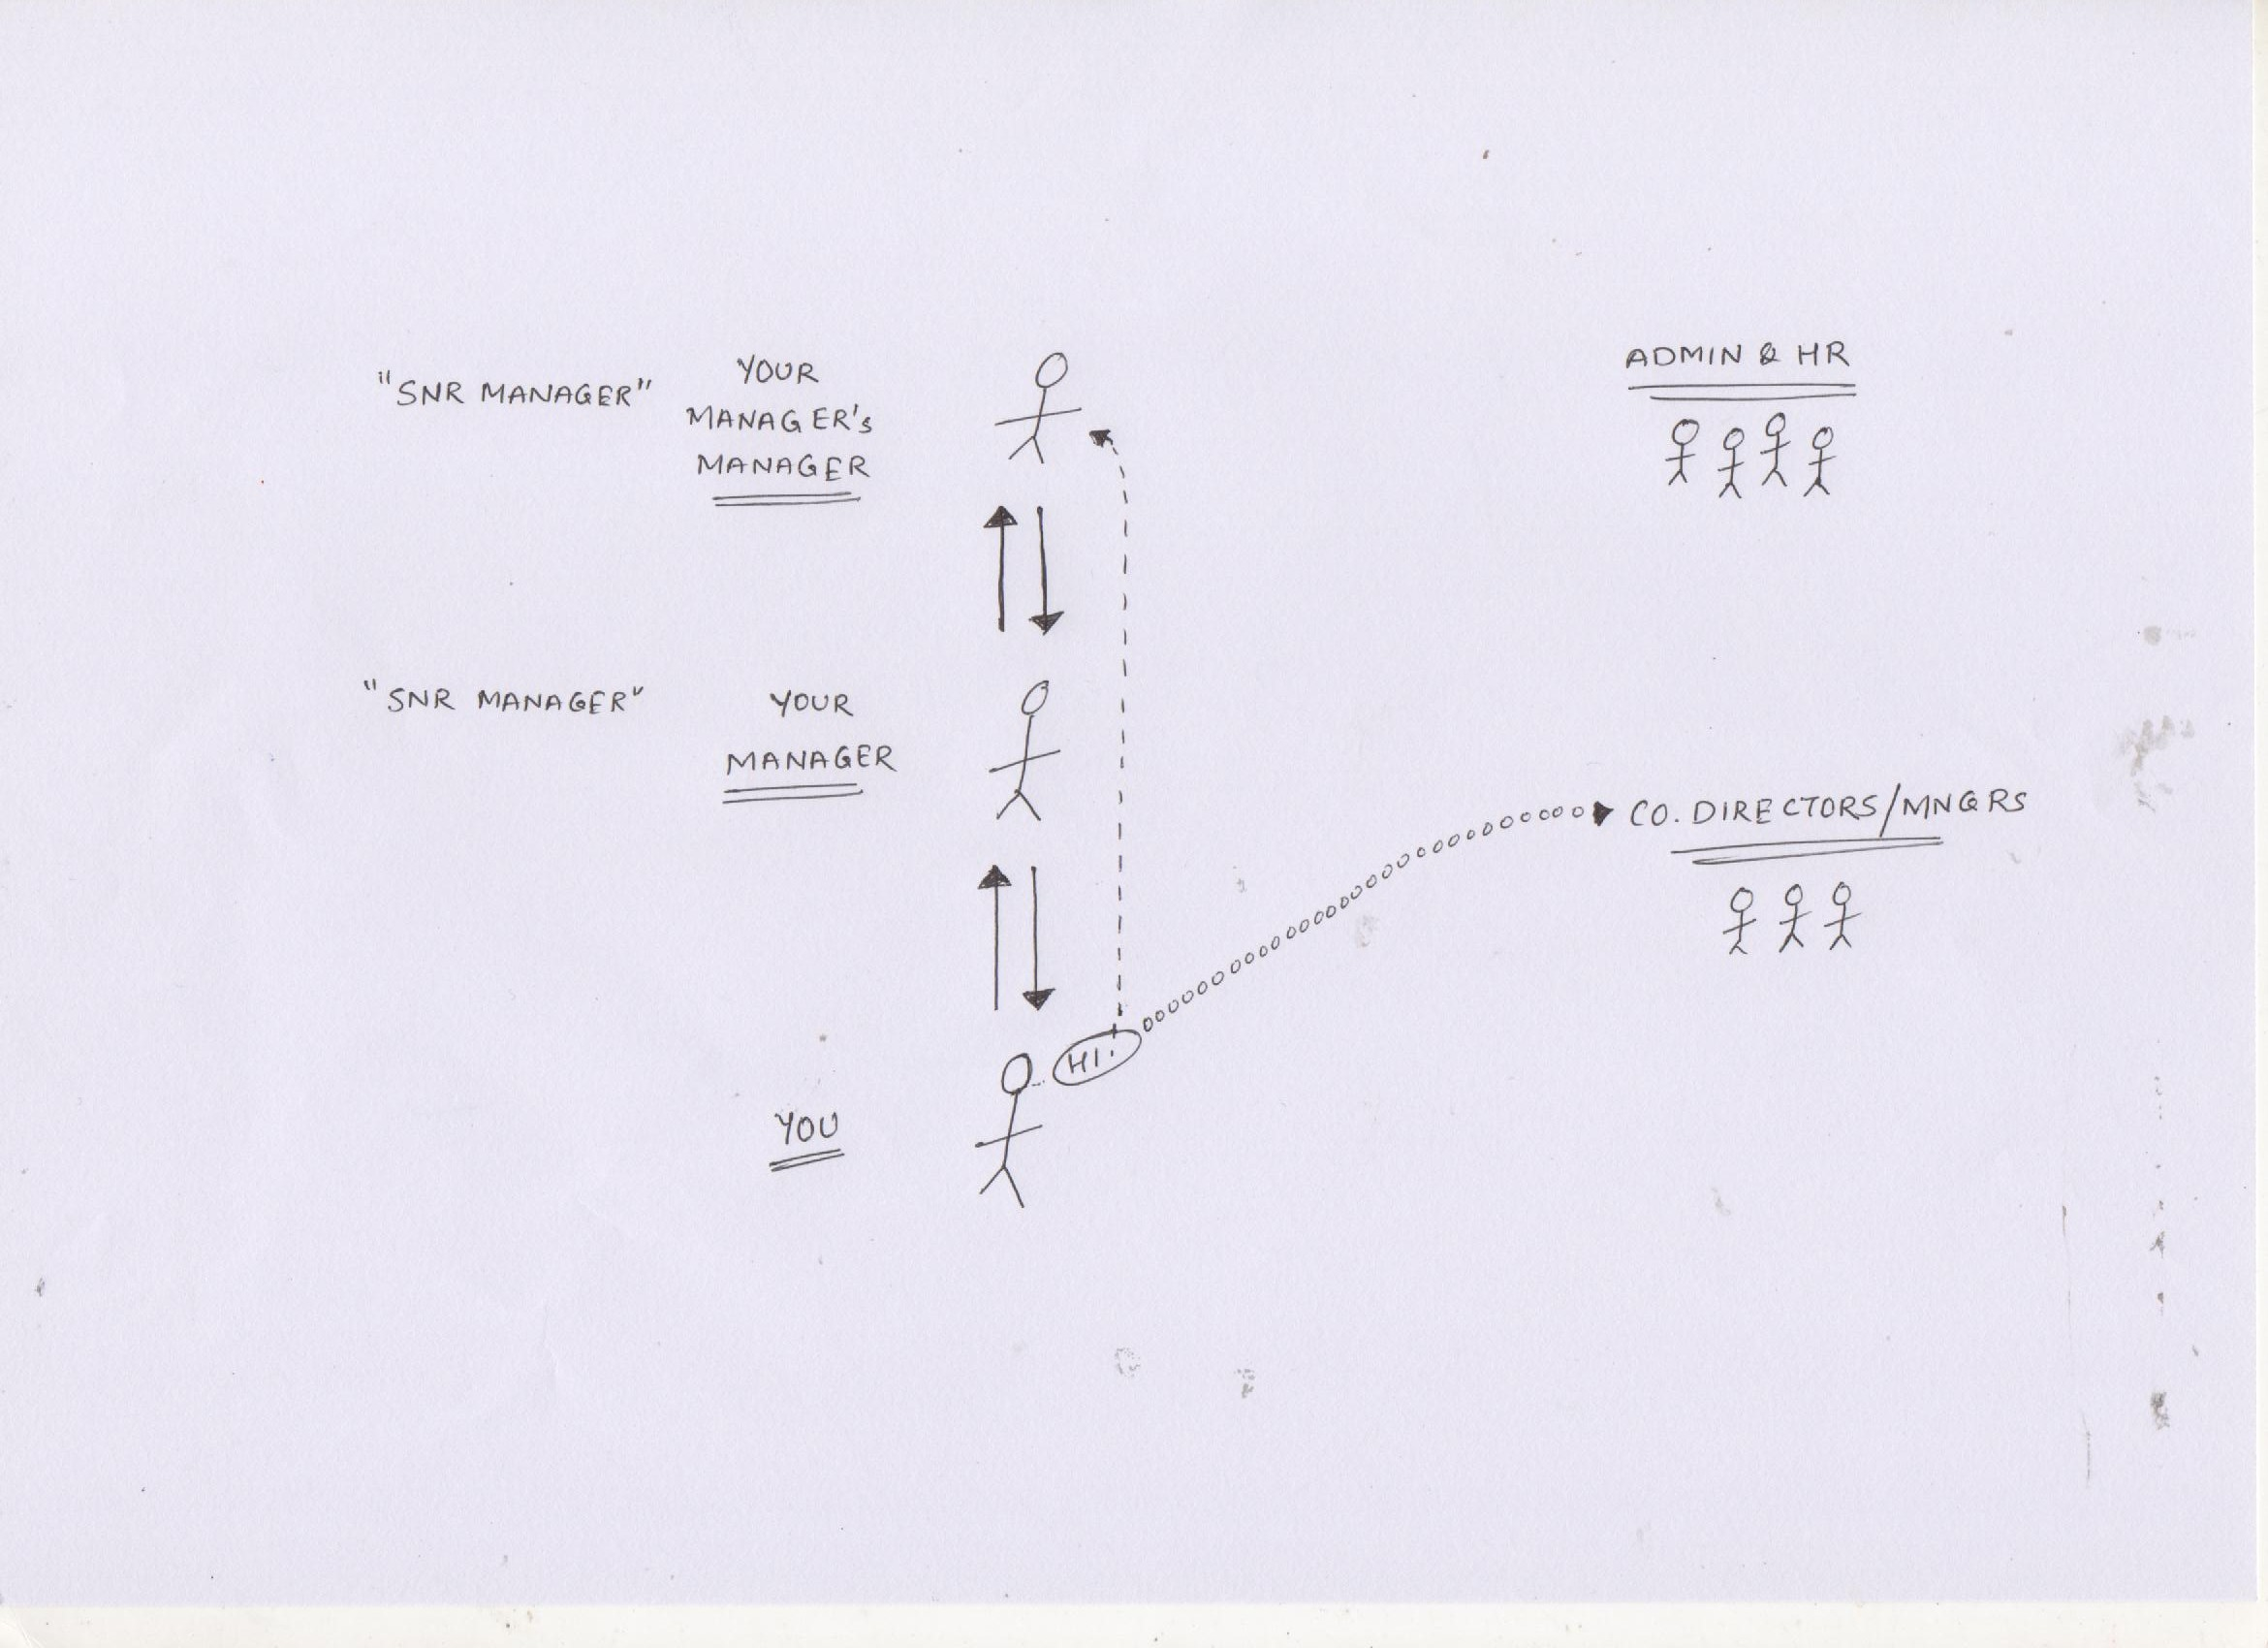 "SNR MANAGER"
YOUR
MANAGER's
MANAGER
ADMIN & HR
"SNR MANAGER"
YOUR
MANAGER
CO. DIRECTORS/MNGRS
HI!
YOU